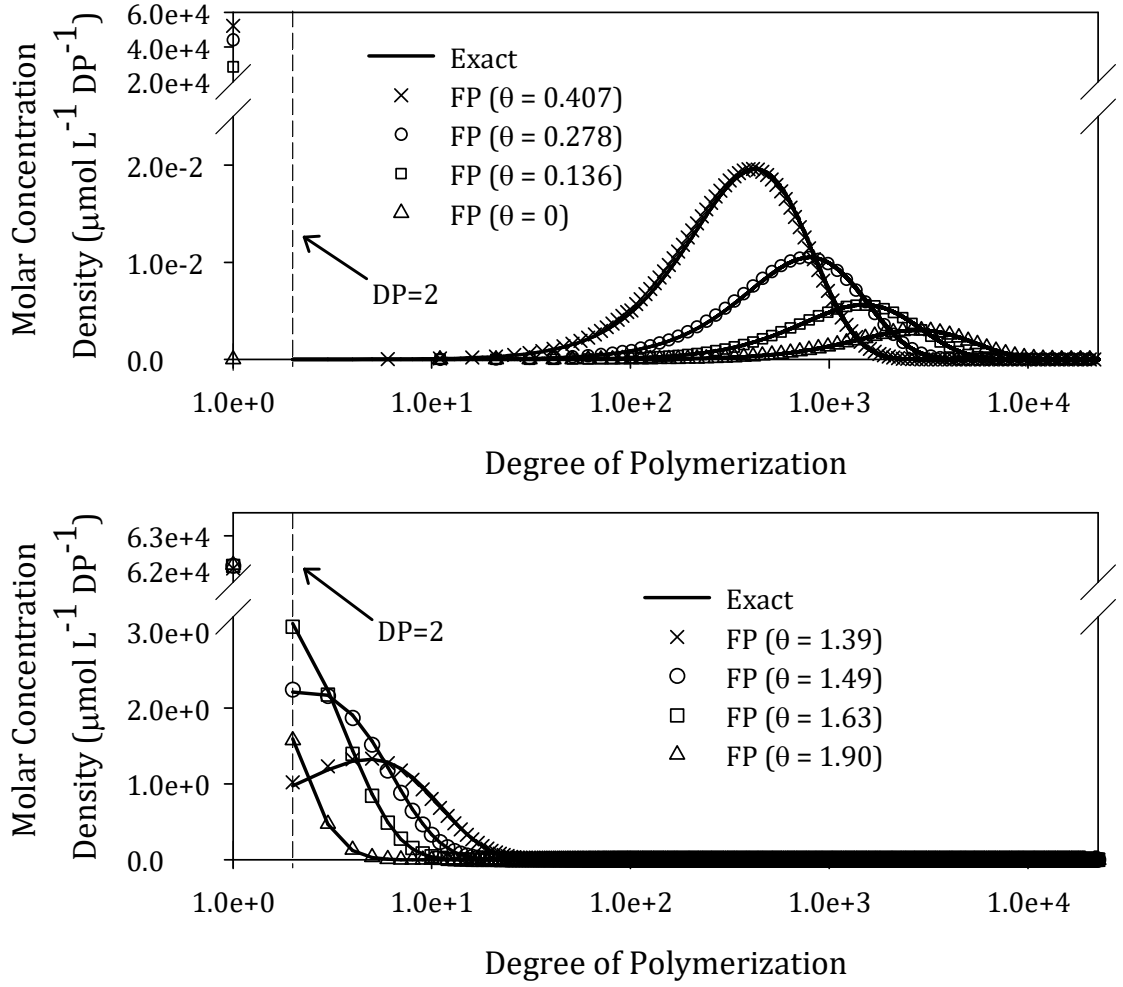 6.0e+4
4.0e+4
2.0e+4
2.0e-2
1.0e-2
0.0
Molar Concentration
Density (μmol L⁻¹ DP⁻¹)
Exact
FP (θ = 0.407)
FP (θ = 0.278)
FP (θ = 0.136)
FP (θ = 0)
DP=2
1.0e+0 1.0e+1 1.0e+2 1.0e+3 1.0e+4
Degree of Polymerization
6.3e+4
6.2e+4
3.0e+0
2.0e+0
1.0e+0
0.0
Molar Concentration
Density (μmol L⁻¹ DP⁻¹)
DP=2
Exact
FP (θ = 1.39)
FP (θ = 1.49)
FP (θ = 1.63)
FP (θ = 1.90)
1.0e+0 1.0e+1 1.0e+2 1.0e+3 1.0e+4
Degree of Polymerization